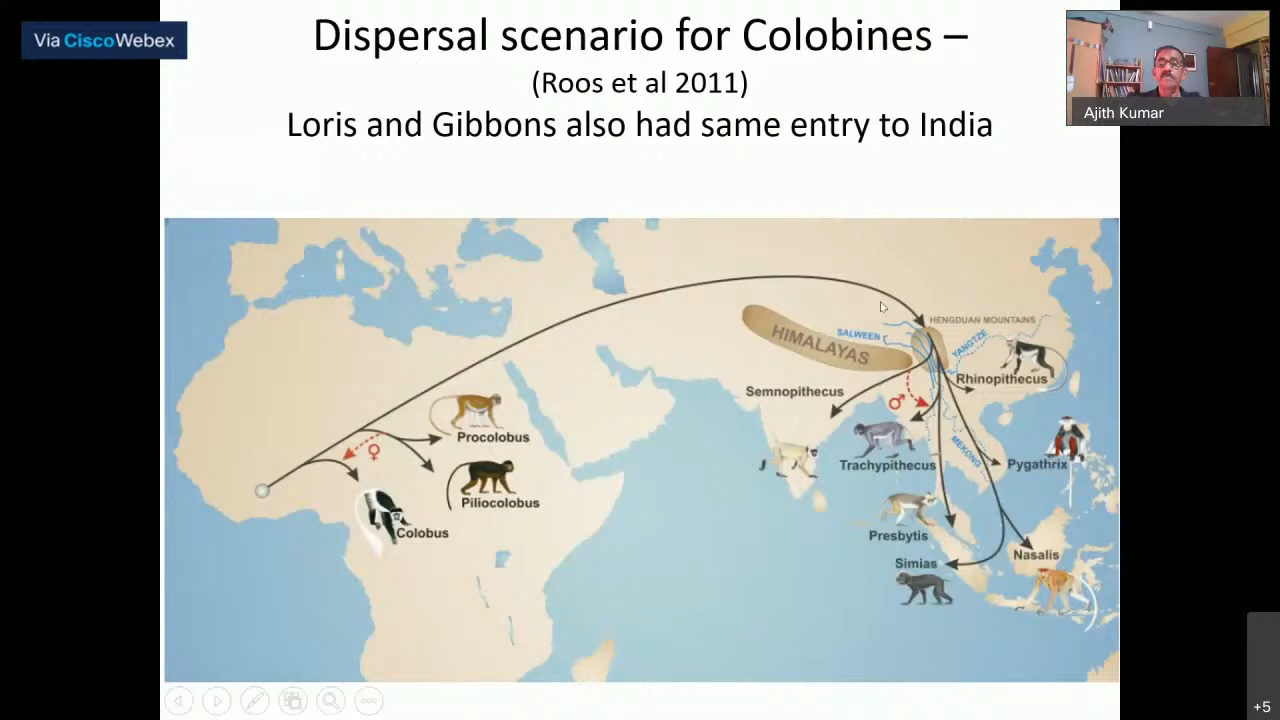 Via CiscoWebex
Dispersal scenario for Colobines –
(Roos et al 2011)
Loris and Gibbons also had same entry to India
Ajith Kumar
HENGDUAN MOUNTAINS
SALWEEN
YANGTZE
HIMALAYAS
Rhinopithecus
Semnopithecus
♂
Procolobus
♀
MEKONG
Trachypithecus
Pygathrix
Piliocolobus
Colobus
Presbytis
Nasalis
Simias
+5